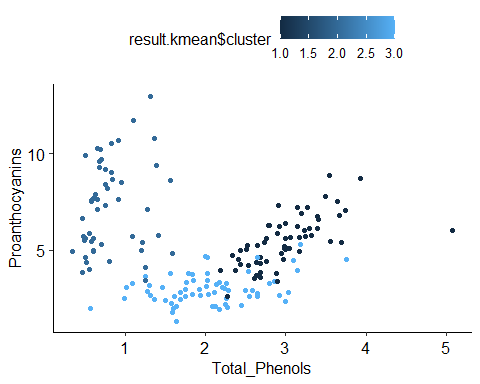 result.kmean$cluster
1.0 1.5 2.0 2.5 3.0
Proanthocyanins
10
5
1 2 3 4 5
Total_Phenols